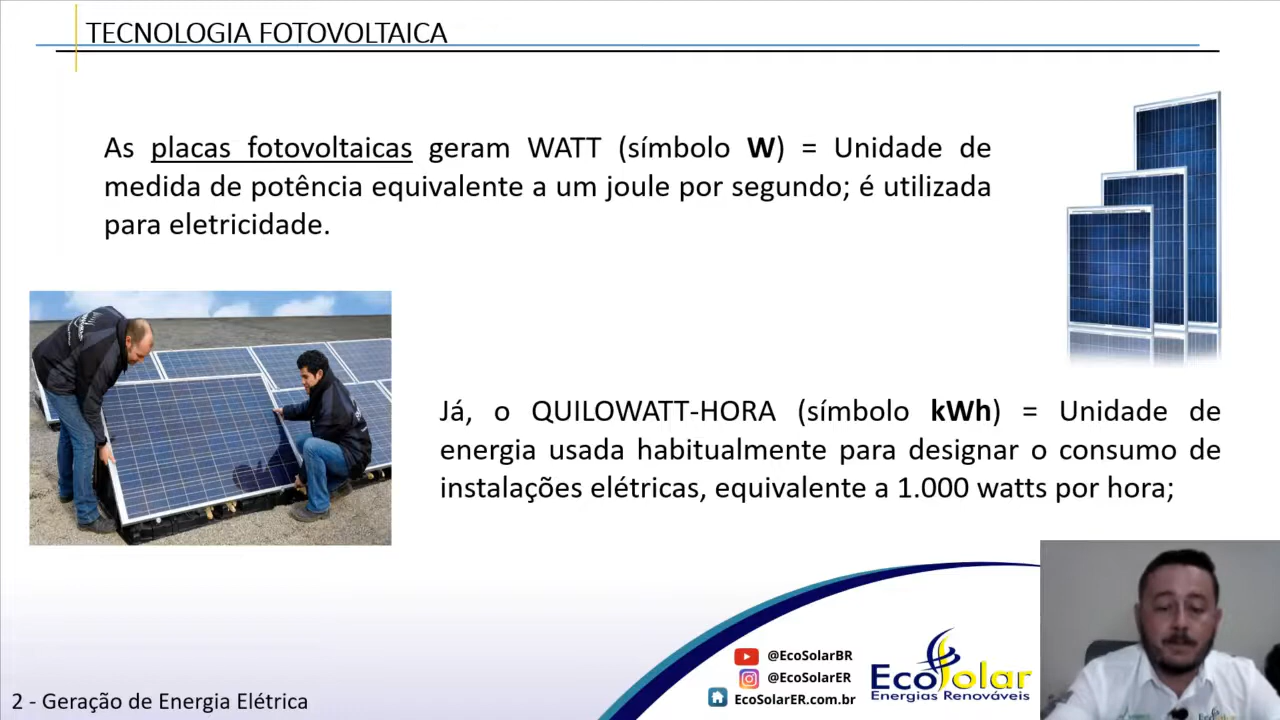 TECNOLOGIA FOTOVOLTAICA
As placas fotovoltaicas geram WATT (símbolo W) = Unidade de
medida de potência equivalente a um joule por segundo; é utilizada
para eletricidade.
Já, o QUILOWATT-HORA (símbolo kWh) = Unidade de
energia usada habitualmente para designar o consumo de
instalações elétricas, equivalente a 1.000 watts por hora;
@EcoSolarBR
@EcoSolarER
EcoSolarER.com.br
EcoSolar
Energias Renováveis
2 - Geração de Energia Elétrica